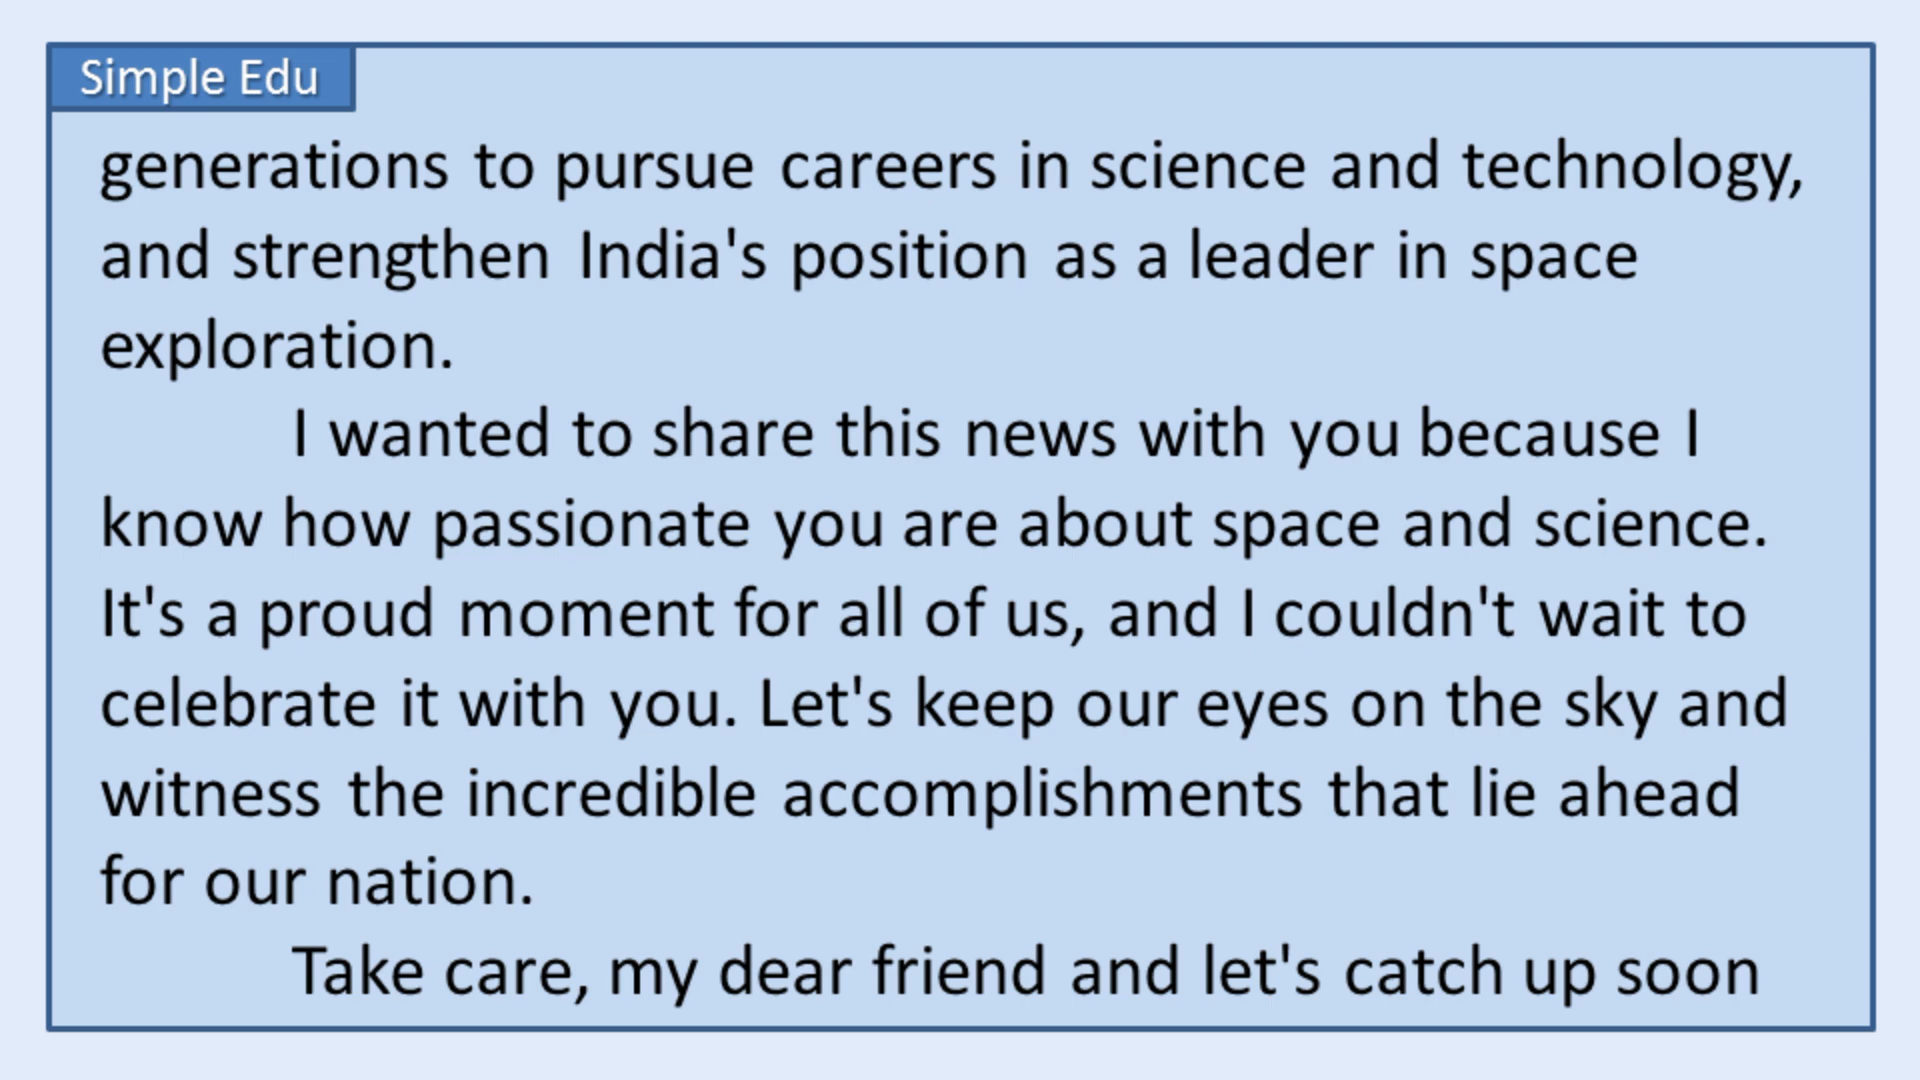 Simple Edu
generations to pursue careers in science and technology,
and strengthen India's position as a leader in space
exploration.
I wanted to share this news with you because I
know how passionate you are about space and science.
It's a proud moment for all of us, and I couldn't wait to
celebrate it with you. Let's keep our eyes on the sky and
witness the incredible accomplishments that lie ahead
for our nation.
Take care, my dear friend and let's catch up soon